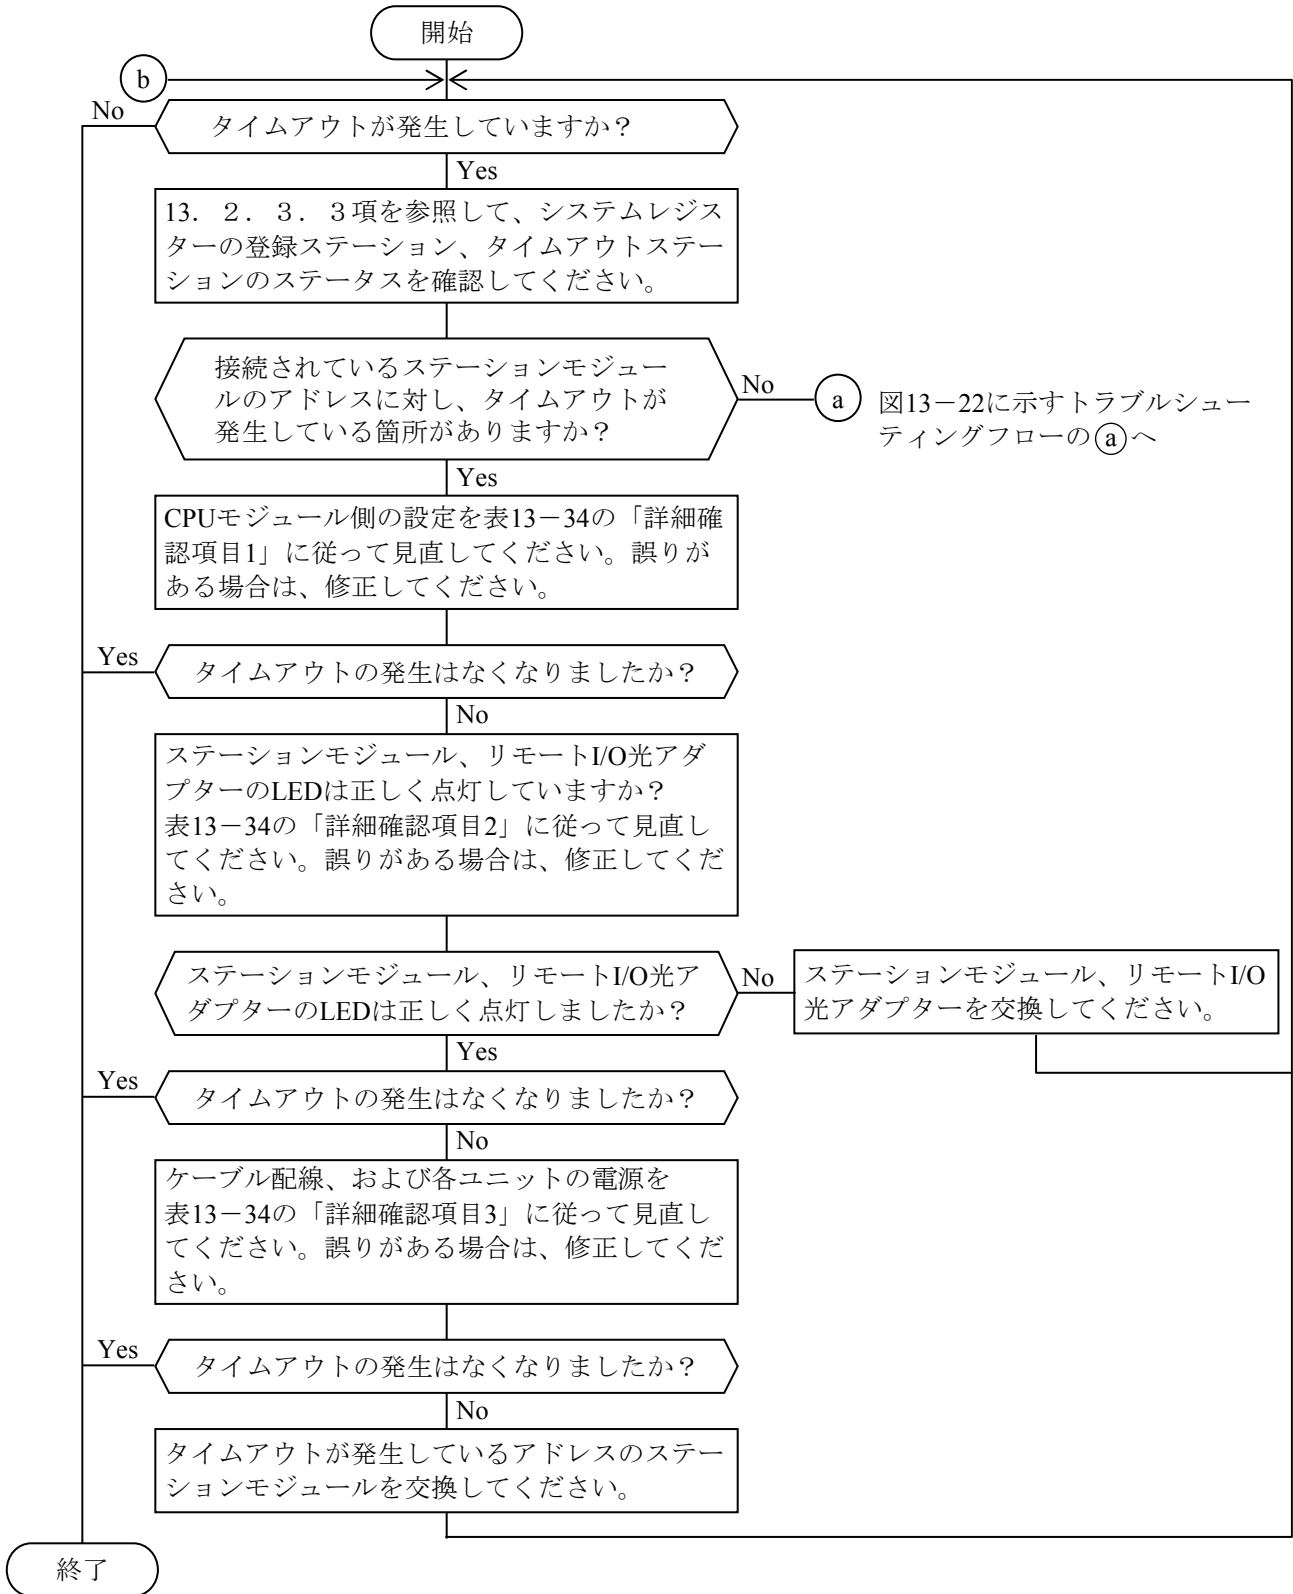 開始
b
No
タイムアウトが発生していますか？
Yes
13．２．３．３項を参照して、システムレジス
ターの登録ステーション、タイムアウトステー
ションのステータスを確認してください。
接続されているステーションモジュー
ルのアドレスに対し、タイムアウトが
発生している箇所がありますか？
No
a
図13－22に示すトラブルシュー
ティングフローのⓐへ
Yes
CPUモジュール側の設定を表13－34の「詳細確
認項目1」に従って見直してください。誤りが
ある場合は、修正してください。
Yes
タイムアウトの発生はなくなりましたか？
No
ステーションモジュール、リモートI/O光アダ
プターのLEDは正しく点灯していますか？
表13－34の「詳細確認項目2」に従って見直し
てください。誤りがある場合は、修正してくだ
さい。
ステーションモジュール、リモートI/O光ア
ダプターのLEDは正しく点灯しましたか？
No
ステーションモジュール、リモートI/O
光アダプターを交換してください。
Yes
Yes
タイムアウトの発生はなくなりましたか？
No
ケーブル配線、および各ユニットの電源を
表13－34の「詳細確認項目3」に従って見直し
てください。誤りがある場合は、修正してくだ
さい。
Yes
タイムアウトの発生はなくなりましたか？
No
タイムアウトが発生しているアドレスのステー
ションモジュールを交換してください。
終了